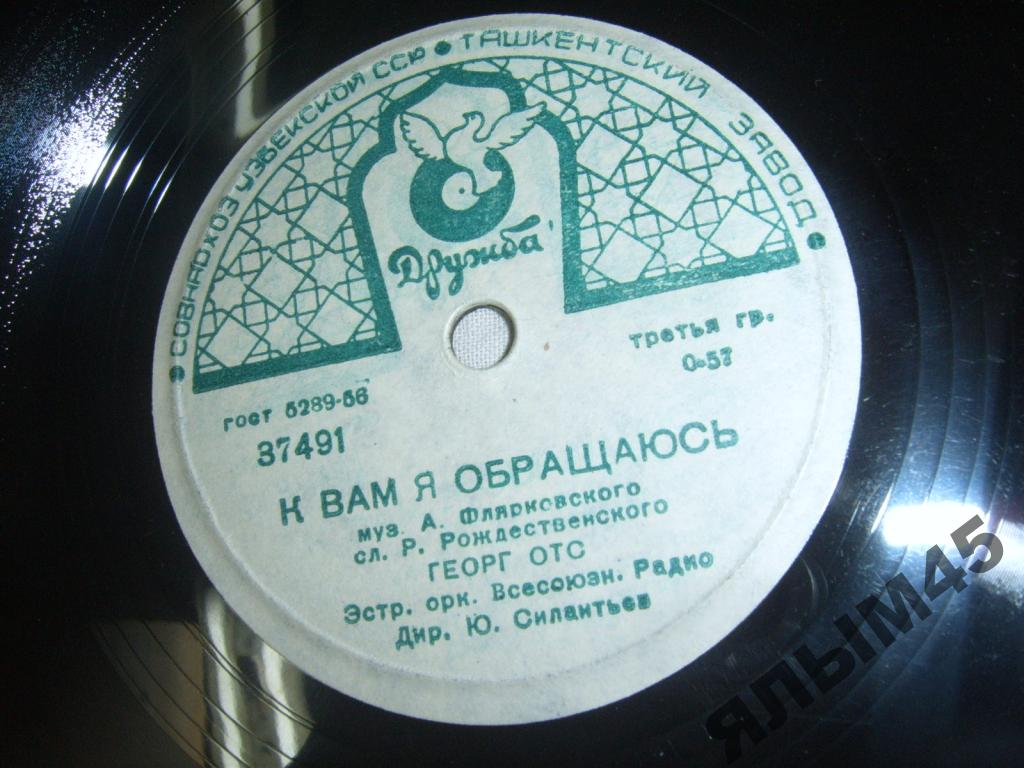 СОВНАРХОЗ УЗБЕКСКОЙ ССР • ТАШКЕНТСКИЙ ЗАВОД •
Дружба
третья гр.
0-57
ГОСТ 5289-56
37491
К ВАМ Я ОБРАЩАЮСЬ
муз. А. Флярковского
сл. Р. Рождественского
ГЕОРГ ОТС
Эстр. орк. Всесоюзн. Радио
Дир. Ю. Силантьев
ЯЛЫМ45